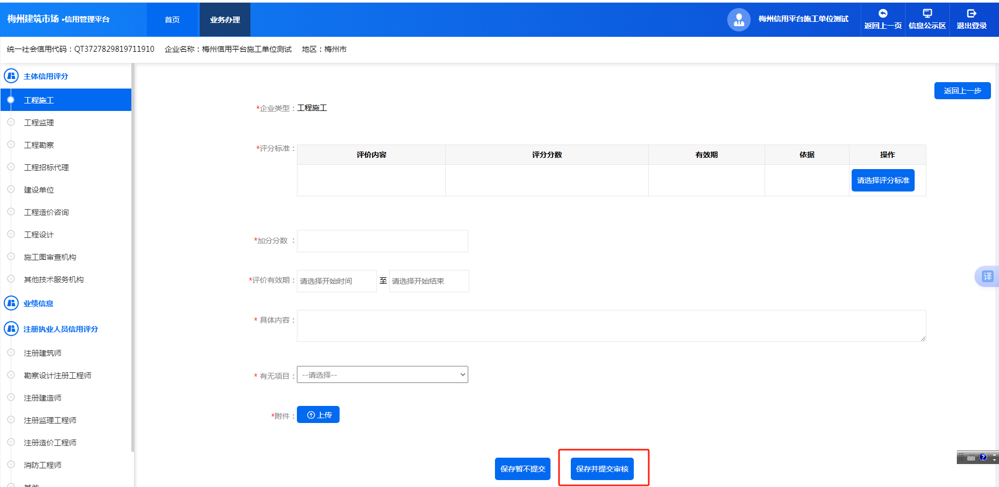 梅州建筑市场 •信用管理平台
首页
业务办理
梅州信用平台施工单位测试
返回上一页
信息公示区
退出登录
统一社会信用代码：QT3727829819711910 企业名称：梅州信用平台施工单位测试 地区：梅州市
主体信用评分
工程施工
工程监理
工程勘察
工程招标代理
建设单位
工程造价咨询
工程设计
施工图审查机构
其他技术服务机构
业绩信息
注册执业人员信用评分
注册建筑师
勘察设计注册工程师
注册建造师
注册监理工程师
注册造价工程师
消防工程师
其他
返回上一步
*企业类型：工程施工
*评分标准：
评价内容 评分分数 有效期 依据 操作
请选择评分标准
*加分分数 ：
*评价有效期：请选择开始时间 至 请选择开始结束
* 具体内容：
* 有无项目：--请选择--
*附件：上传
保存暂不提交
保存并提交审核
译